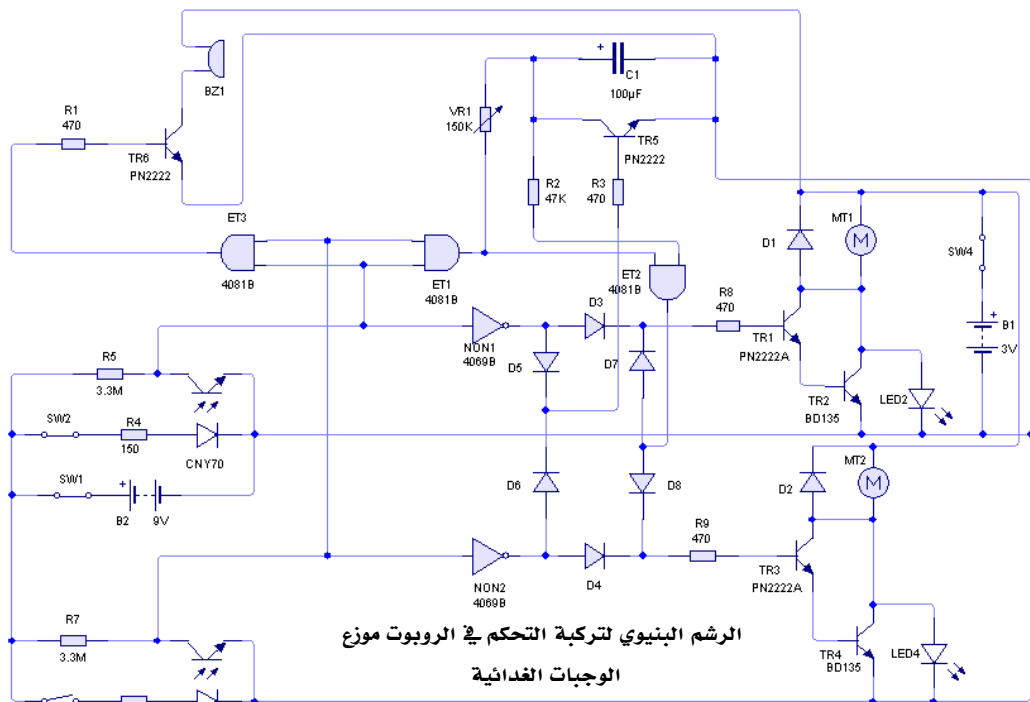 BZ1
C1
100µF
VR1
150K
R1
470
TR5
PN2222
TR6
PN2222
R2
47K
R3
470
ET3
4081B
ET1
4081B
ET2
4081B
MT1
M
D1
SW4
B1
3V
R8
470
D3
TR1
PN2222A
NON1
4069B
D5
D7
R5
3.3M
TR2
BD135
LED2
SW2
R4
150
CNY70
SW1
B2
9V
D6
D8
D2
MT2
M
R9
470
TR3
PN2222A
D4
NON2
4069B
R7
3.3M
TR4
BD135
LED4
الرشم البنيوي لتركبة التحكم في الروبوت موزع
الوجبات الغدائية